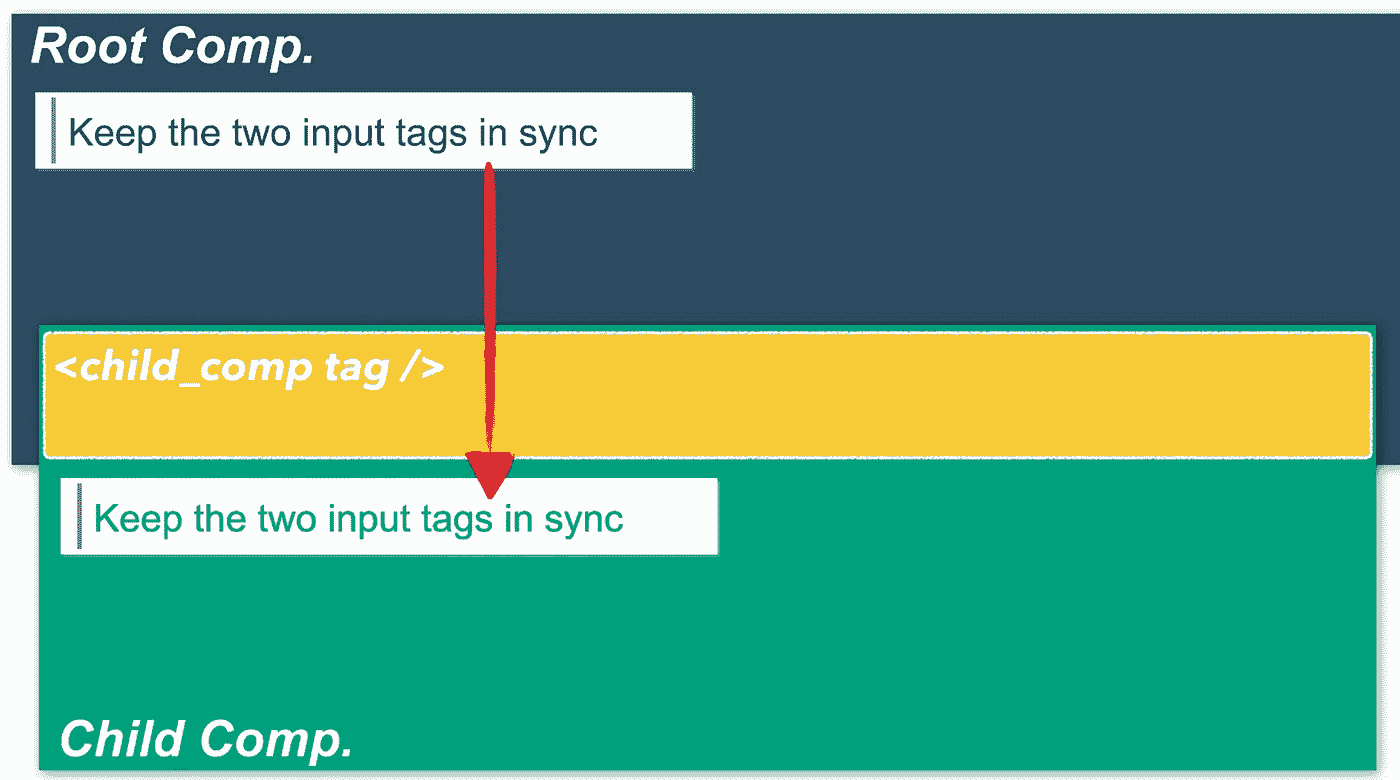 Root Comp.
Keep the two input tags in sync
<child_comp tag />
Keep the two input tags in sync
Child Comp.